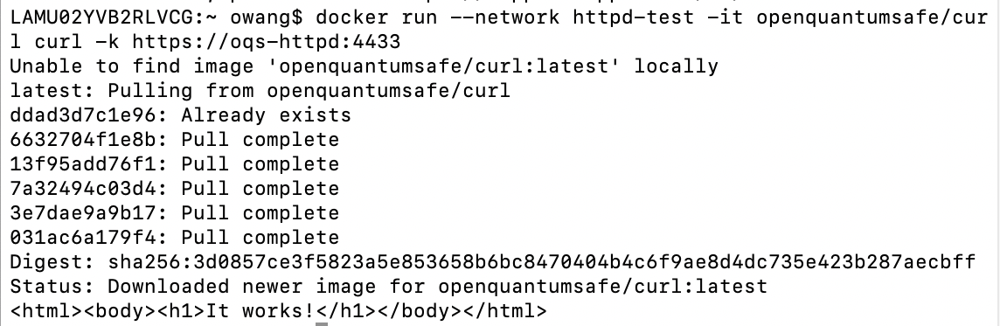 LAMU02YVB2RLVCG:~ owang$ docker run --network httpd-test -it openquantumsafe/cur
l curl -k https://oqs-httpd:4433
Unable to find image 'openquantumsafe/curl:latest' locally
latest: Pulling from openquantumsafe/curl
ddad3d7c1e96: Already exists
6632704f1e8b: Pull complete
13f95add76f1: Pull complete
7a32494c03d4: Pull complete
3e7dae9a9b17: Pull complete
031ac6a179f4: Pull complete
Digest: sha256:3d0857ce3f5823a5e853658b6bc8470404b4c6f9ae8d4dc735e423b287aecbff
Status: Downloaded newer image for openquantumsafe/curl:latest
<html><body><h1>It works!</h1></body></html>